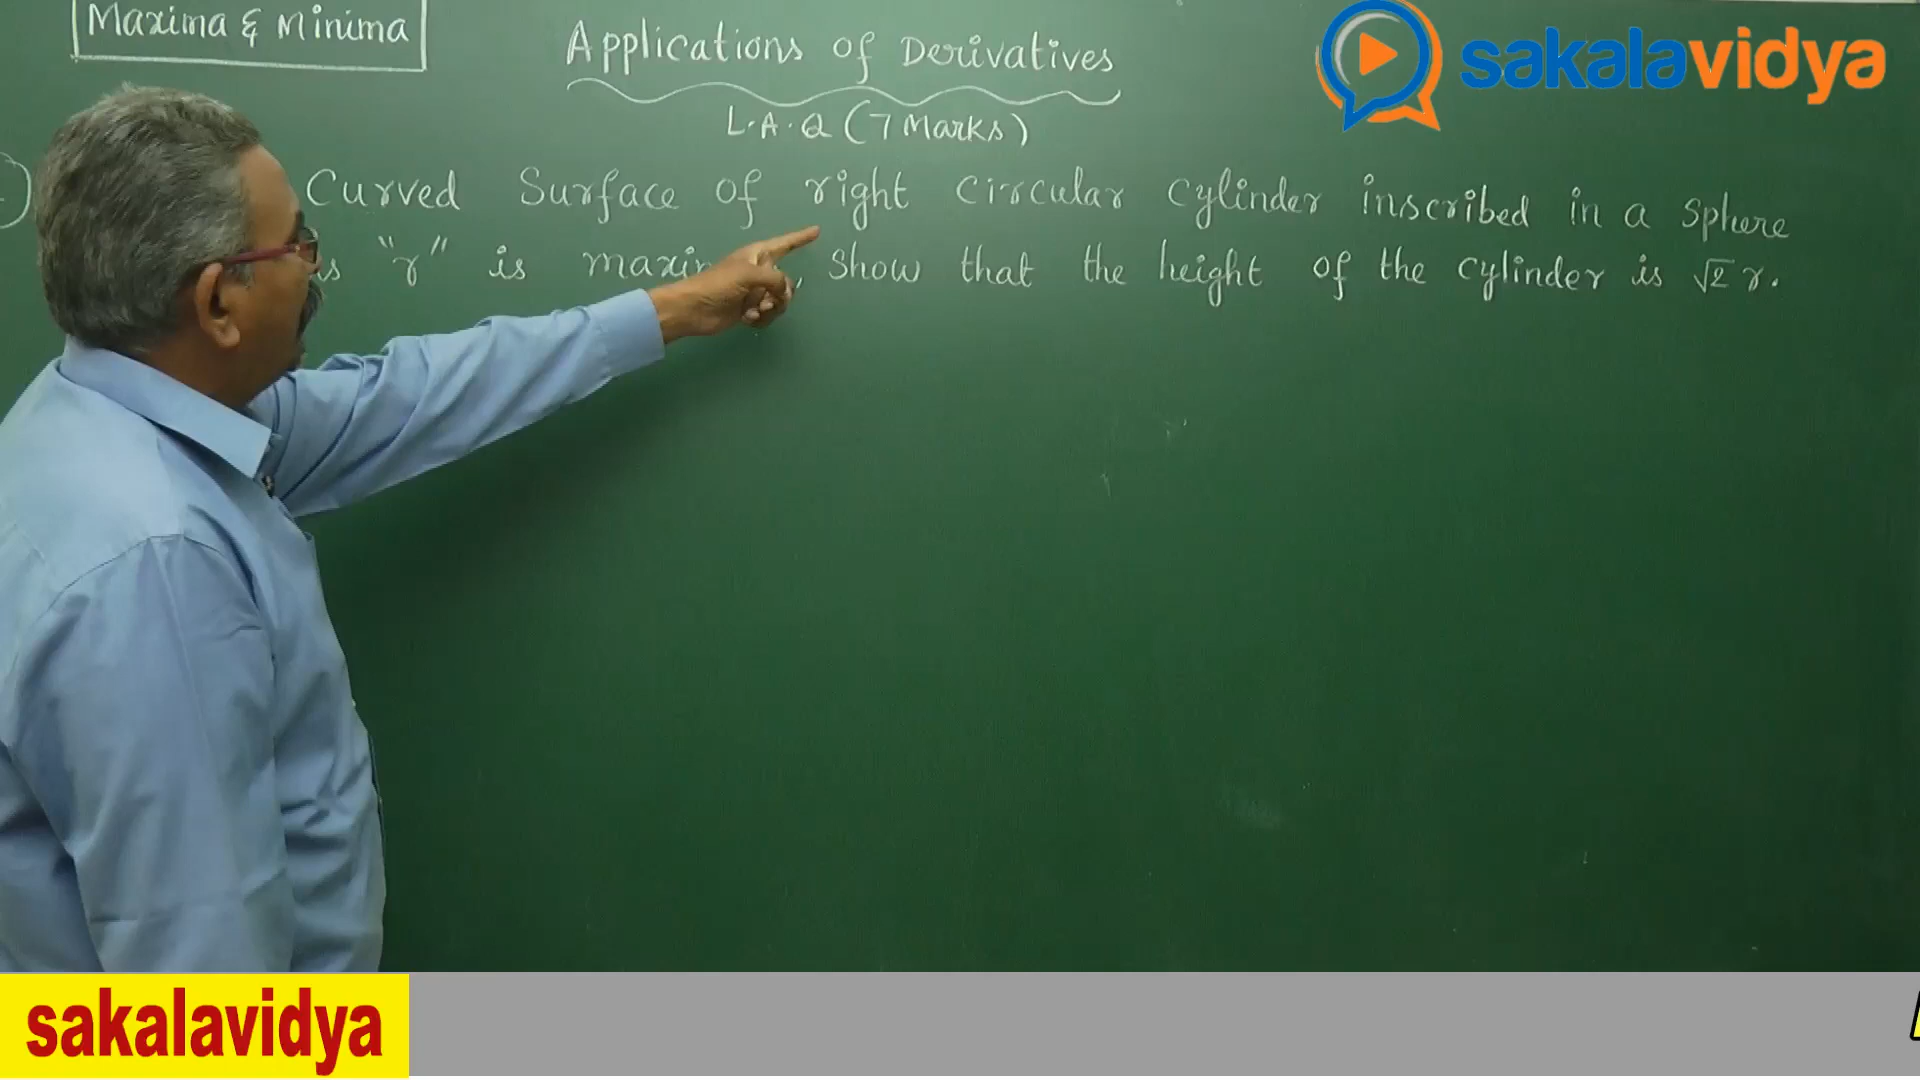 Maxima & Minima
Applications of Derivatives
sakalavidya
L.A.Q (7 Marks)
Curved Surface of right Circular Cylinder inscribed in a Sphere
"r" is , Show that the height of the cylinder is √2 r.
sakalavidya